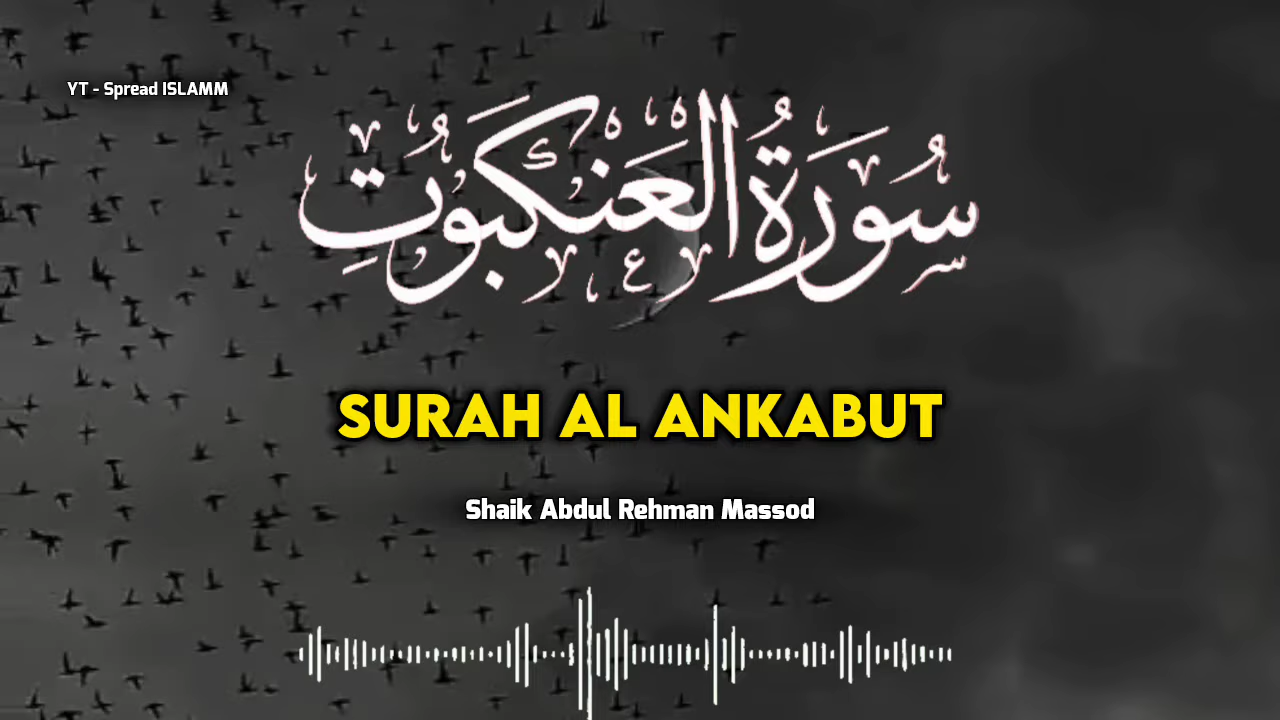 YT - Spread ISLAMM
سُورَةُ العَنكَبُوتِ
SURAH AL ANKABUT
Shaik Abdul Rehman Massod